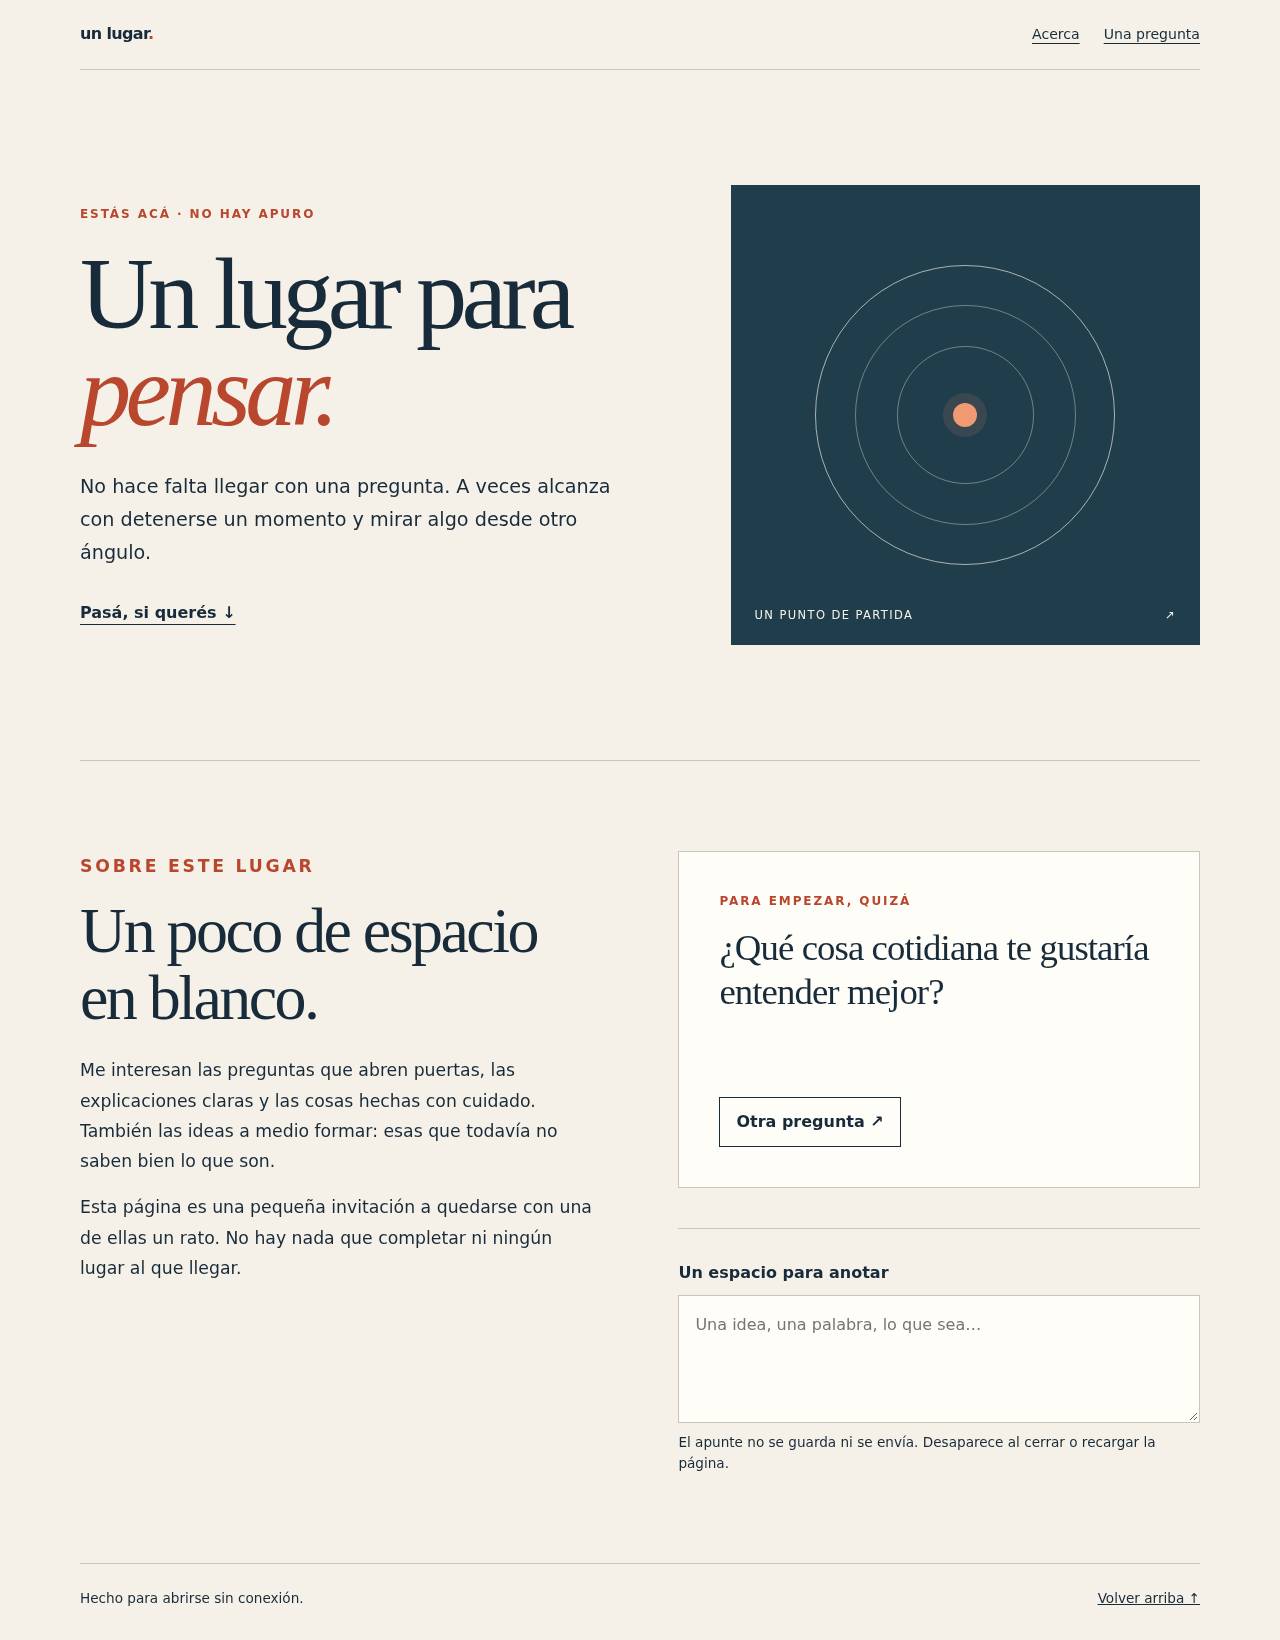 un lugar.
Acerca
Una pregunta
ESTÁS ACÁ · NO HAY APURO
Un lugar para
pensar.
No hace falta llegar con una pregunta. A veces alcanza
con detenerse un momento y mirar algo desde otro
ángulo.
Pasá, si querés ↓
UN PUNTO DE PARTIDA ↗
SOBRE ESTE LUGAR
Un poco de espacio
en blanco.
Me interesan las preguntas que abren puertas, las
explicaciones claras y las cosas hechas con cuidado.
También las ideas a medio formar: esas que todavía no
saben bien lo que son.
Esta página es una pequeña invitación a quedarse con una
de ellas un rato. No hay nada que completar ni ningún
lugar al que llegar.
PARA EMPEZAR, QUIZÁ
¿Qué cosa cotidiana te gustaría
entender mejor?
Otra pregunta ↗
Un espacio para anotar
Una idea, una palabra, lo que sea…
El apunte no se guarda ni se envía. Desaparece al cerrar o recargar la
página.
Hecho para abrirse sin conexión.
Volver arriba ↑